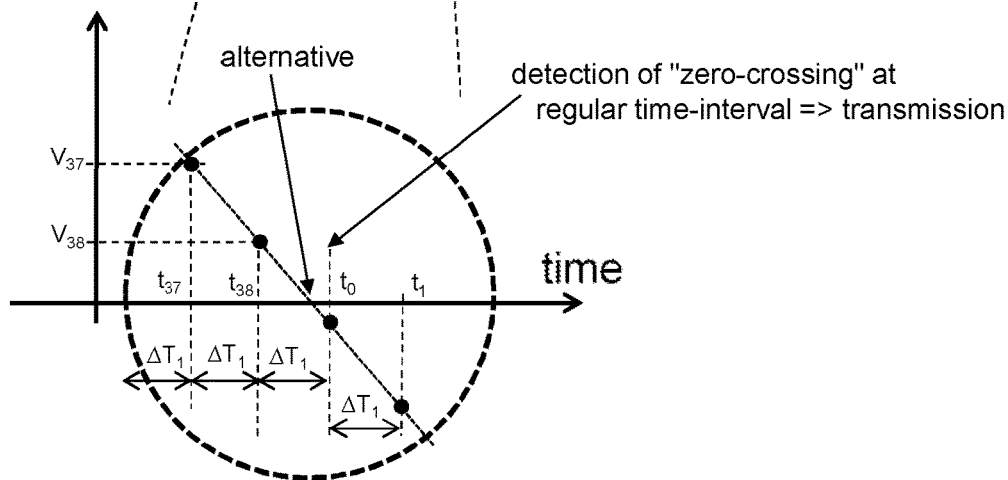 alternative
detection of "zero-crossing" at
regular time-interval => transmission
V37
V38
time
t37
t38
t0
t1
ΔT1
ΔT1
ΔT1
ΔT1